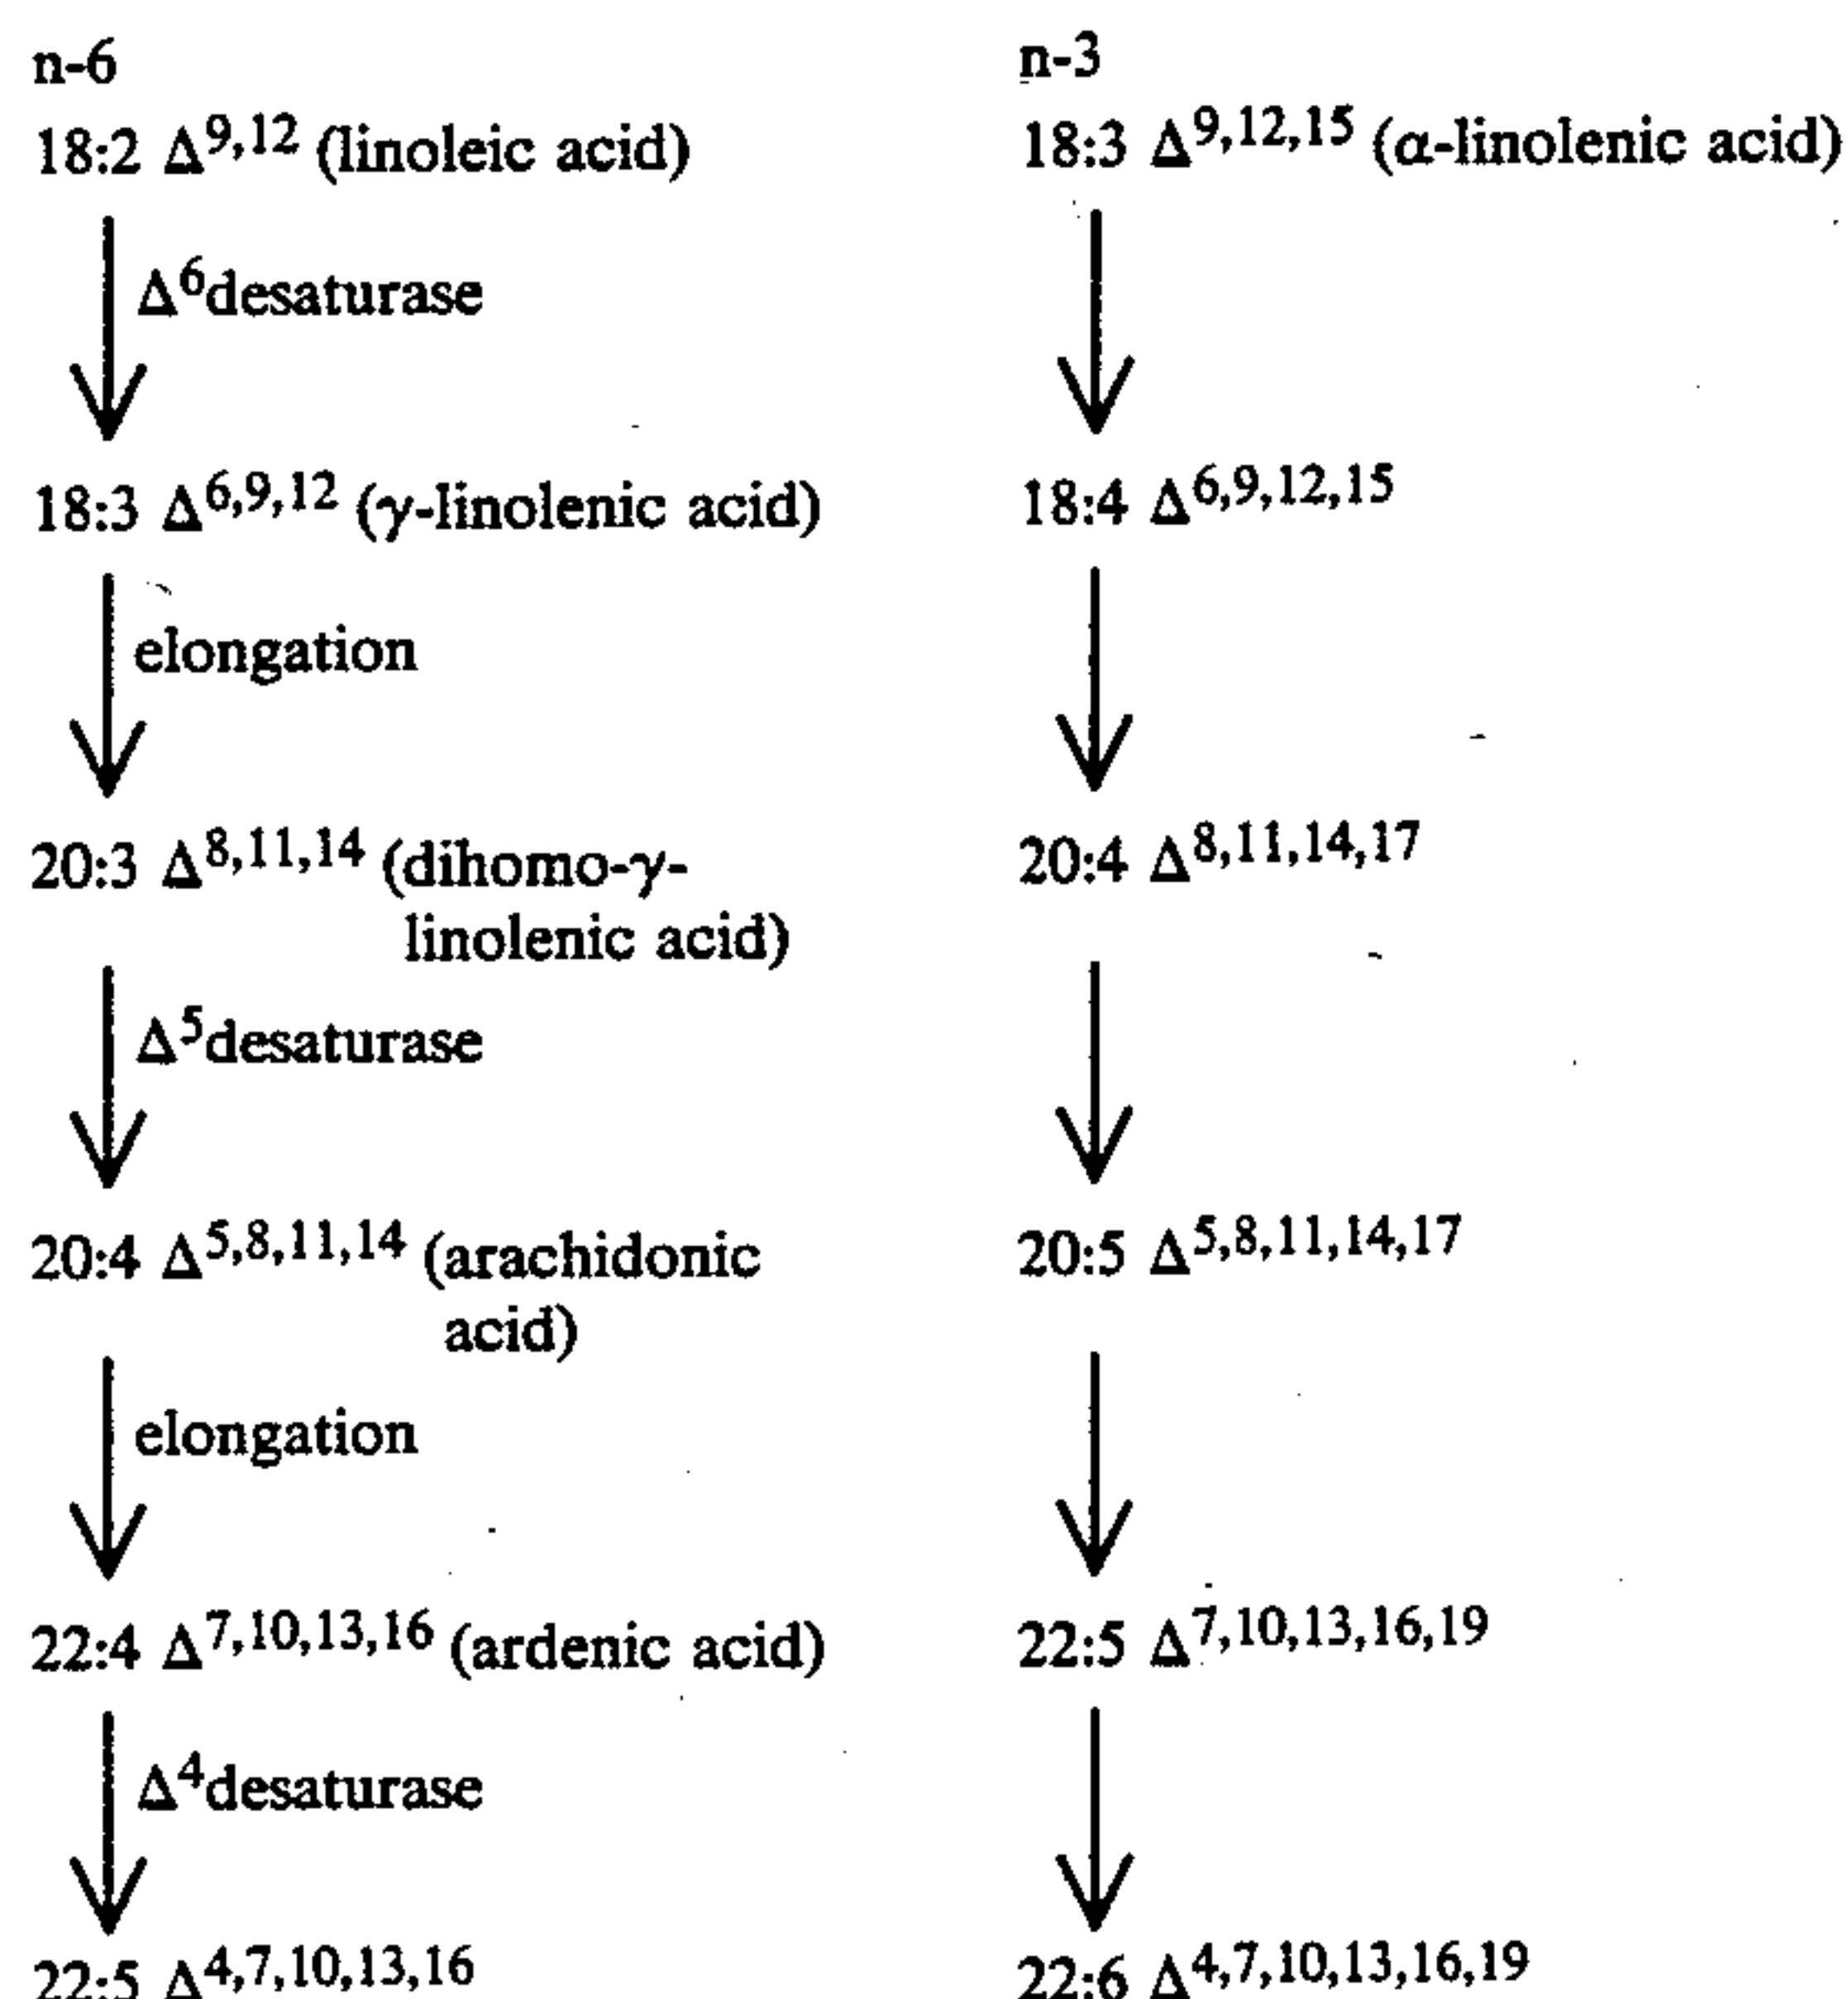 n-6
18:2 Δ9,12 (linoleic acid)
Δ6desaturase
18:3 Δ6,9,12 (γ-linolenic acid)
elongation
20:3 Δ8,11,14 (dihomo-γ-
linolenic acid)
Δ5desaturase
20:4 Δ5,8,11,14 (arachidonic
acid)
elongation
22:4 Δ7,10,13,16 (ardenic acid)
Δ4desaturase
22:5 Δ4,7,10,13,16
n-3
18:3 Δ9,12,15 (α-linolenic acid)
18:4 Δ6,9,12,15
20:4 Δ8,11,14,17
20:5 Δ5,8,11,14,17
22:5 Δ7,10,13,16,19
22:6 Δ4,7,10,13,16,19